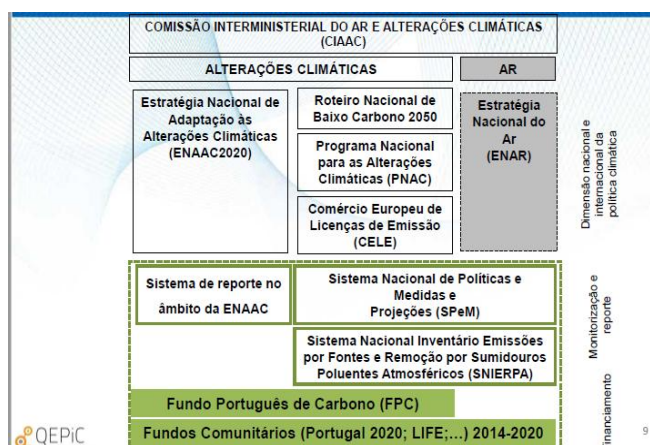 COMISSÃO INTERMINISTERIAL DO AR E ALTERAÇÕES CLIMÁTICAS
(CIAAC)
ALTERAÇÕES CLIMÁTICAS
AR
Estratégia Nacional de
Adaptação às
Alterações Climáticas
(ENAAC2020)
Roteiro Nacional de
Baixo Carbono 2050
Programa Nacional
para as Alterações
Climáticas (PNAC)
Comércio Europeu de
Licenças de Emissão
(CELE)
Estratégia
Nacional do
Ar
(ENAR)
Dimensão nacional e
internacional da
política climática
Sistema de reporte no
âmbito da ENAAC
Sistema Nacional de Políticas e
Medidas e
Projeções (SPeM)
Sistema Nacional Inventário Emissões
por Fontes e Remoção por Sumidouros
Poluentes Atmosféricos (SNIERPA)
Monitorização e
reporte
Fundo Português de Carbono (FPC)
Fundos Comunitários (Portugal 2020; LIFE;...) 2014-2020
inanciamento
QEPiC
9